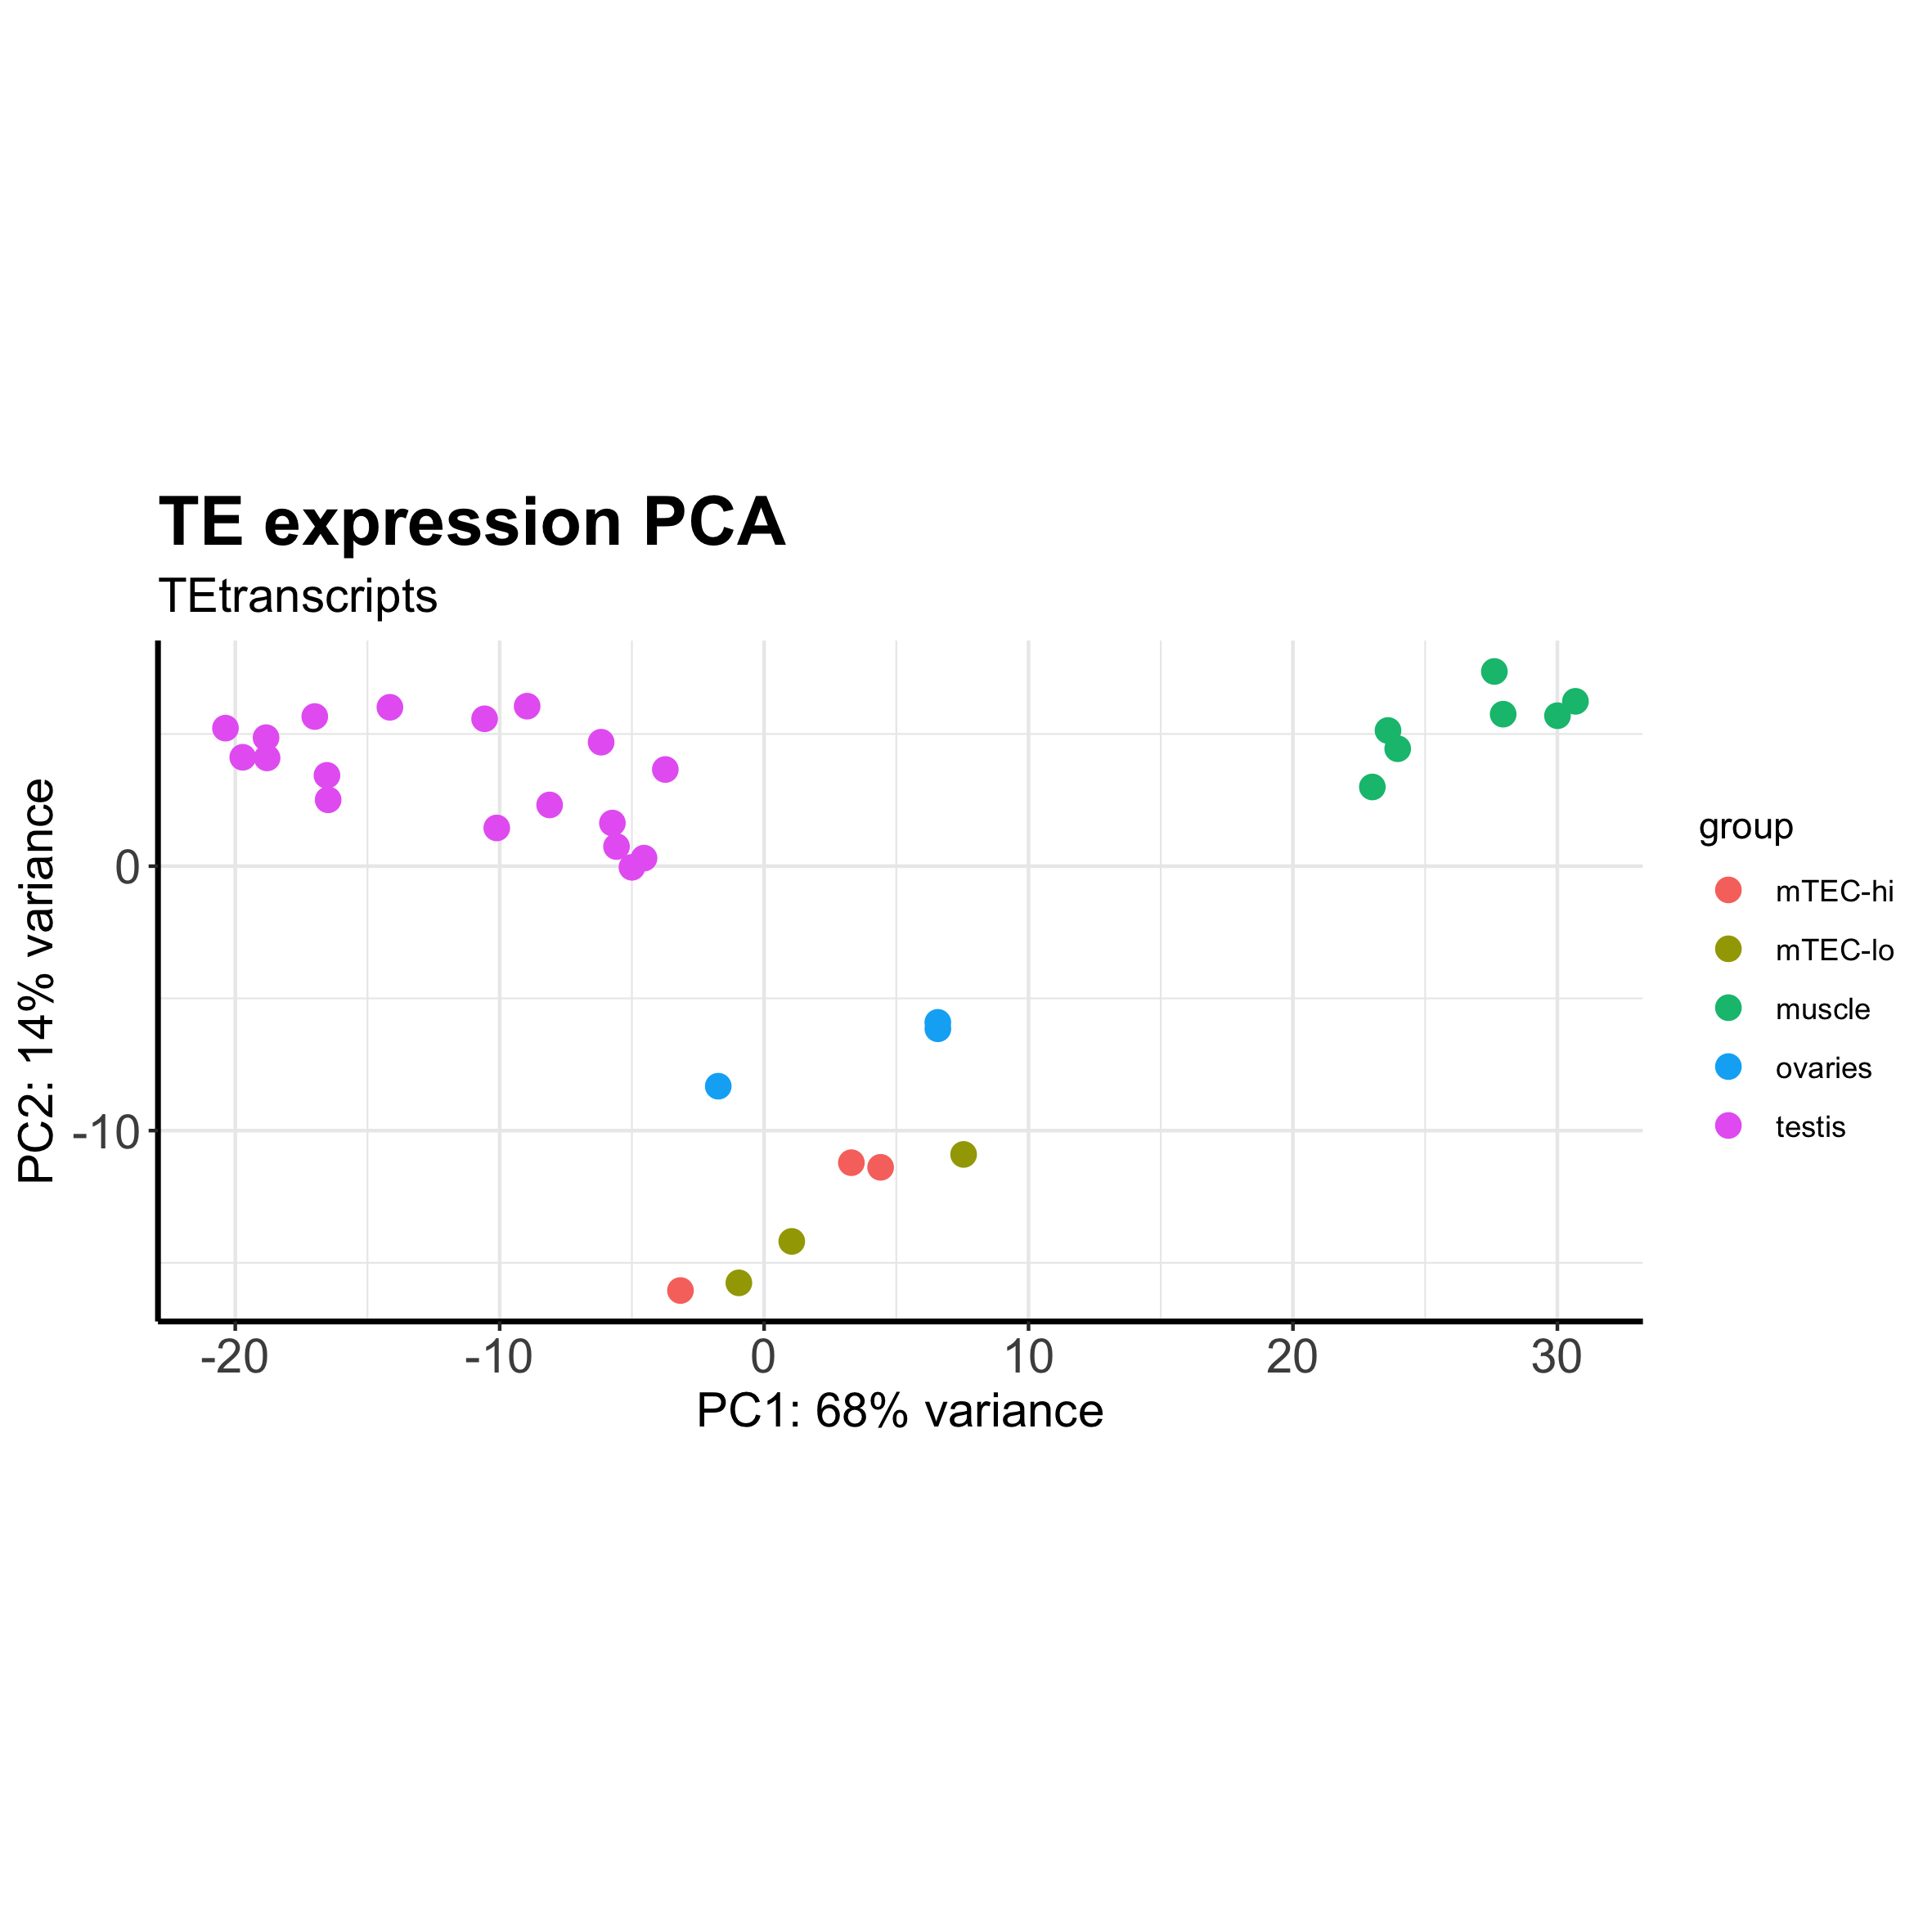 TE expression PCA
TEtranscripts
PC2: 14% variance
0
-10
-20
-10
0
10
20
30
PC1: 68% variance
group
mTEC-hi
mTEC-lo
muscle
ovaries
testis